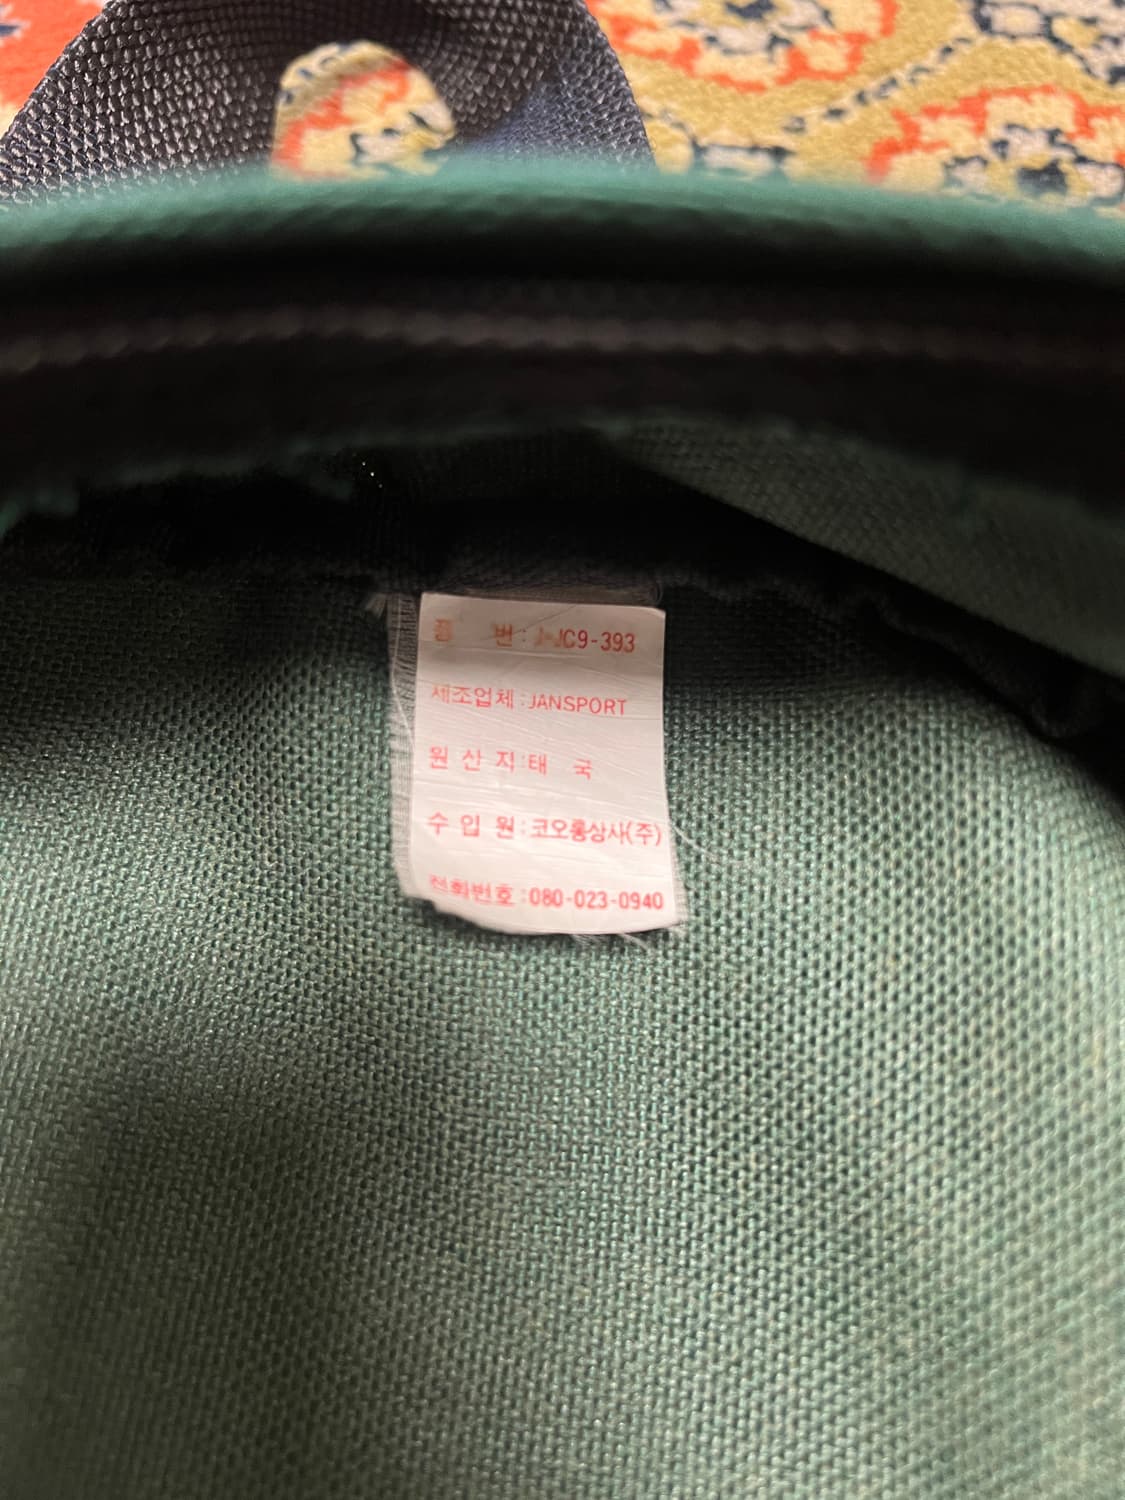 품 번 : J-JC9-393
제조업체 : JANSPORT
원 산 지 : 태 국
수 입 원 : 코오롱상사(주)
전화번호 : 080-023-0940